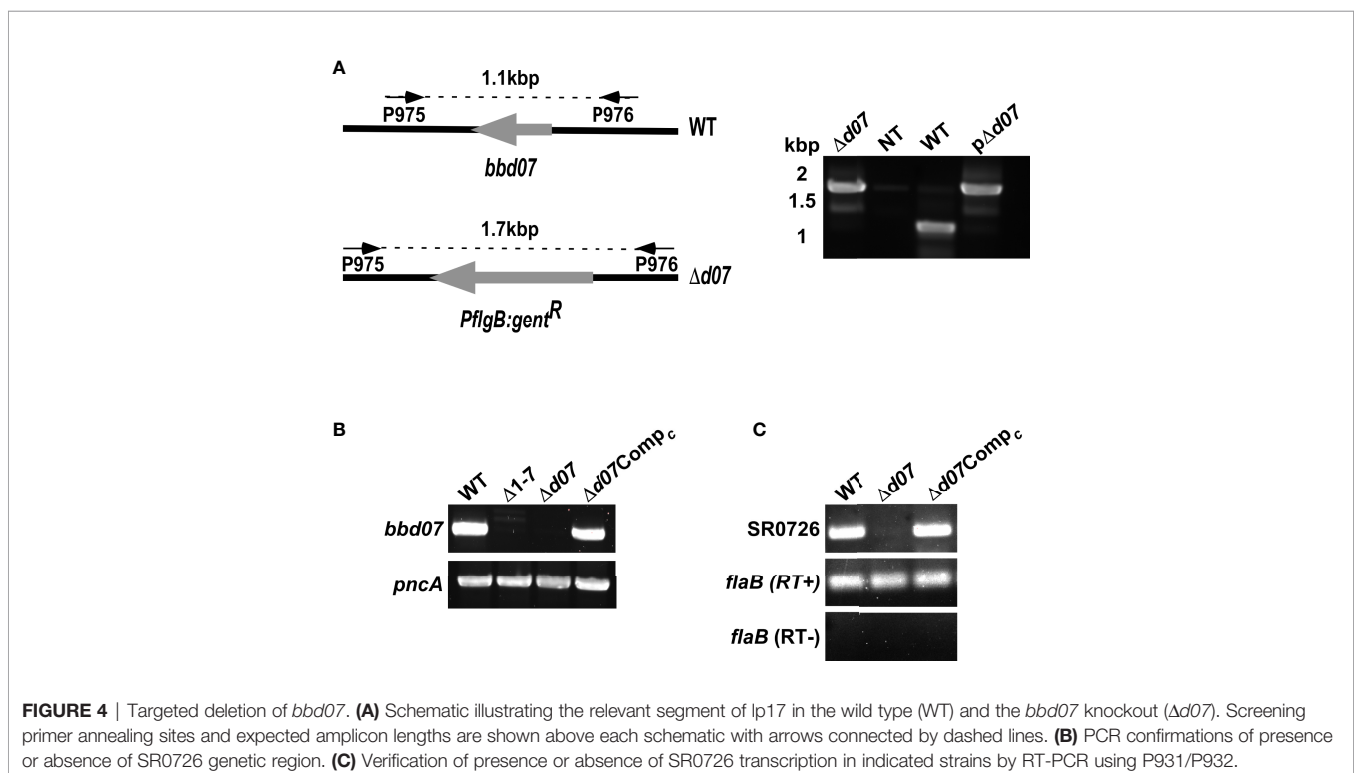 A
1.1kbp
P975 P976
WT
bbd07
1.7kbp
P975 P976
Δd07
PflgB:gent^R
kbp Δd07 NT WT pΔd07
2
1.5
1
B
WT Δ1-7 Δd07 Δd07Comp_c
bbd07
pncA
C
WT Δd07 Δd07Comp_c
SR0726
flaB (RT+)
flaB (RT-)
FIGURE 4 | Targeted deletion of bbd07. (A) Schematic illustrating the relevant segment of lp17 in the wild type (WT) and the bbd07 knockout (Δd07). Screening
primer annealing sites and expected amplicon lengths are shown above each schematic with arrows connected by dashed lines. (B) PCR confirmations of presence
or absence of SR0726 genetic region. (C) Verification of presence or absence of SR0726 transcription in indicated strains by RT-PCR using P931/P932.